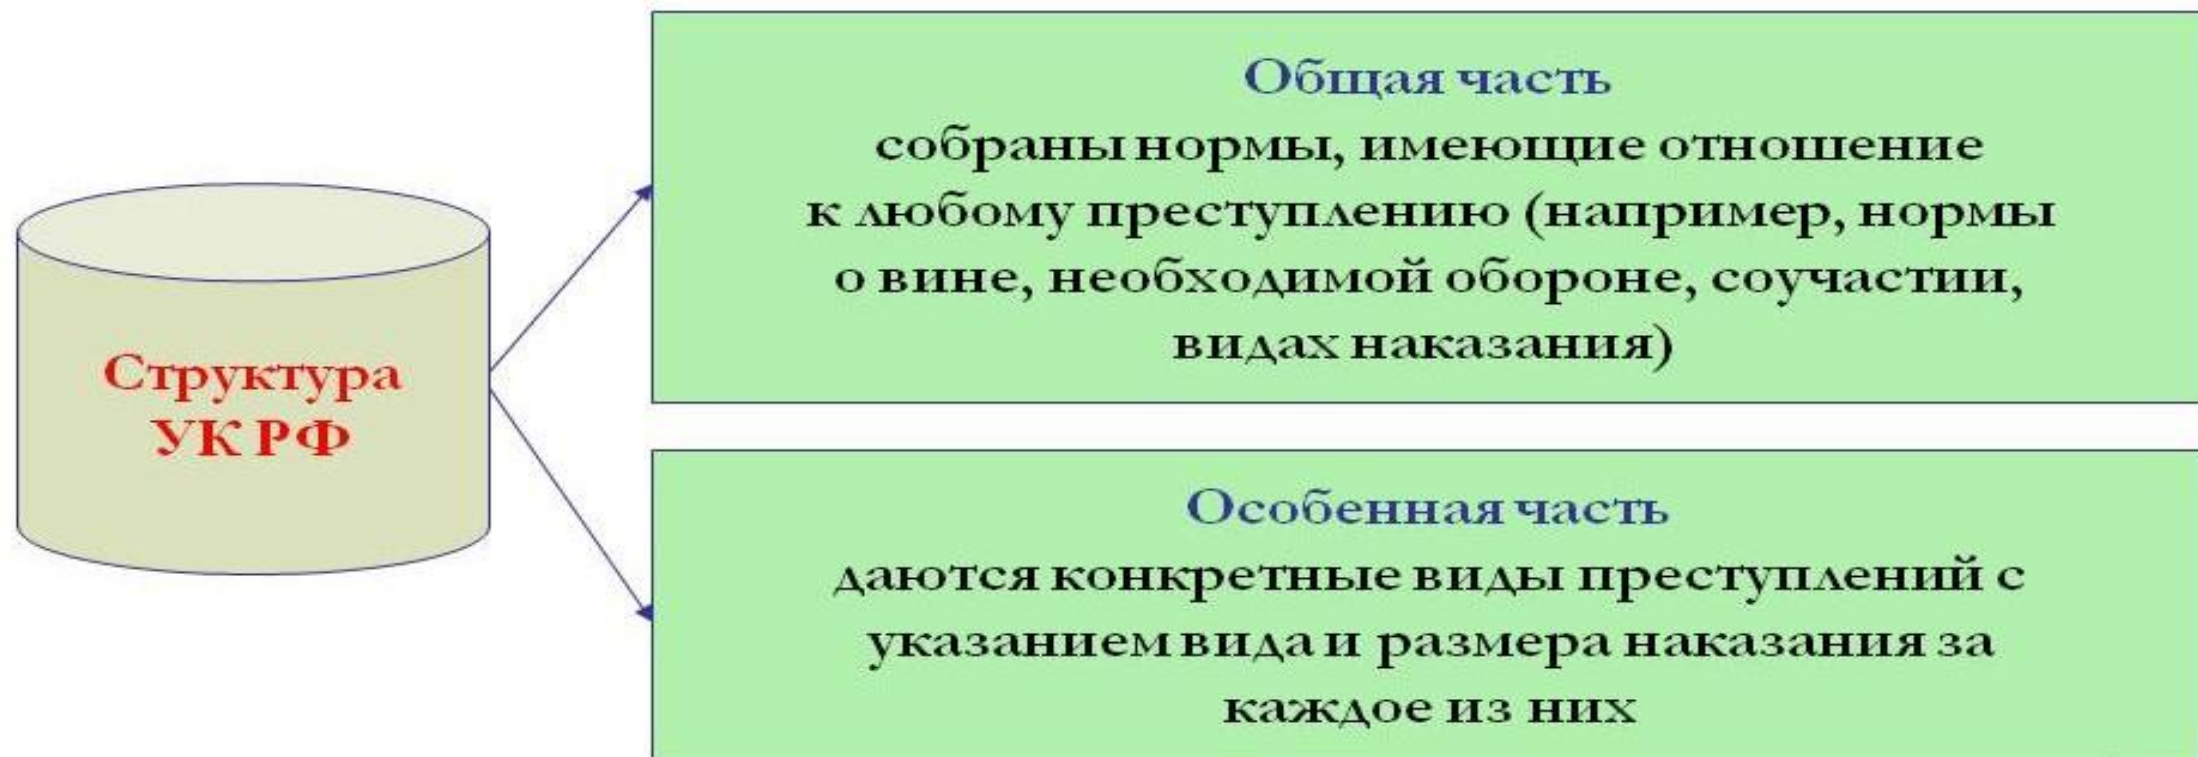 Общая часть
собраны нормы, имеющие отношение
к любому преступлению (например, нормы
о вине, необходимой обороне, соучастии,
видах наказания)
Структура
УК РФ
Особенная часть
даются конкретные виды преступлений с
указанием вида и размера наказания за
каждое из них